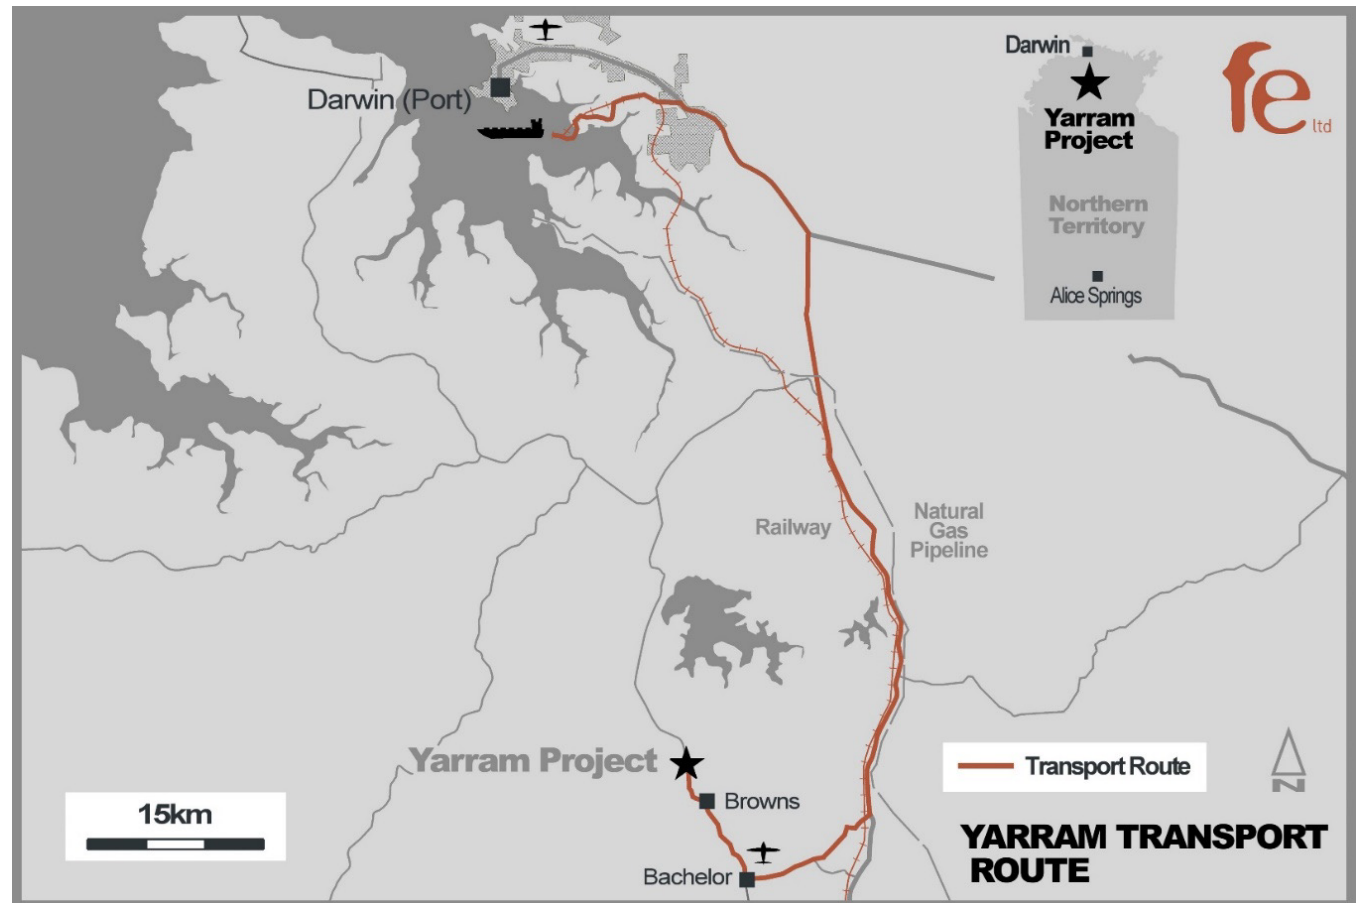 Darwin
fe
ltd
Darwin (Port)
Yarram
Project
Northern
Territory
Alice Springs
Railway
Natural
Gas
Pipeline
Yarram Project
Browns
Bachelor
15km
Transport Route
N
YARRAM TRANSPORT
ROUTE